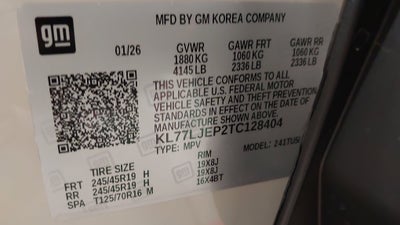 gm
MFD BY GM KOREA COMPANY
01/26 GVWR GAWR FRT GAWR RR
1880 KG 1060 KG 1060 KG
4145 LB 2336 LB 2336 LB
THIS VEHICLE CONFORMS TO ALL
APPLICABLE U.S. FEDERAL MOTOR
VEHICLE SAFETY AND THEFT PREVENTION
STANDARDS IN EFFECT ON THE DATE OF
MANUFACTURE SHOWN ABOVE.
KL77LJEP2TC128404
TYPE: MPV MODEL:
TIRE SIZE RIM
FRT 245/45R19 H 19X8J
RR 245/45R19 H 19X8J
SPA T125/70R16 M 16X4BT